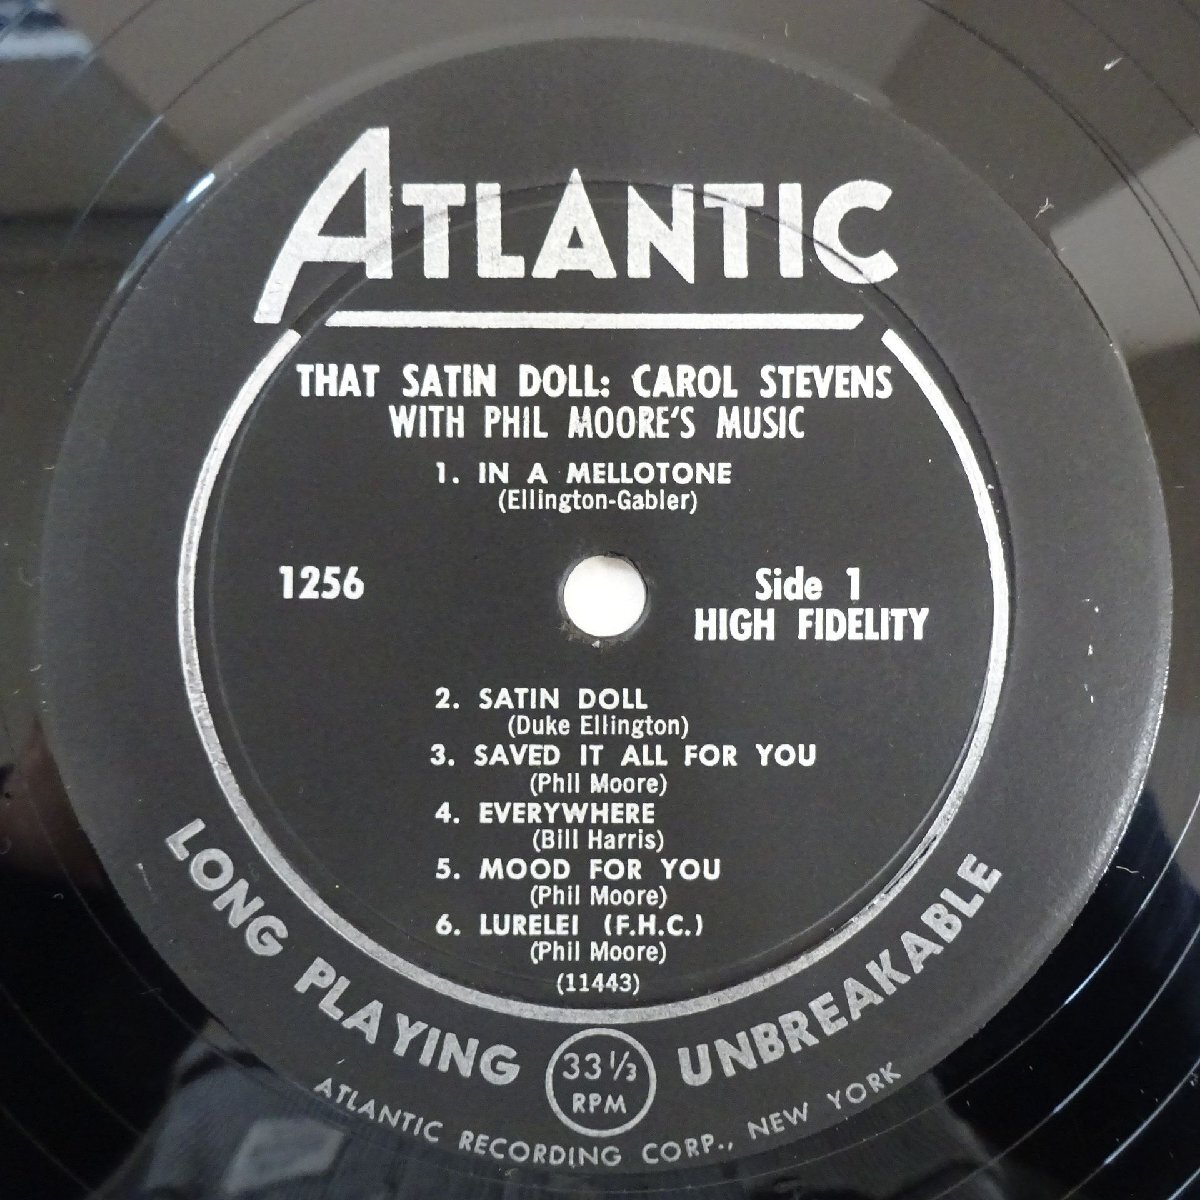 ATLANTIC
THAT SATIN DOLL: CAROL STEVENS
WITH PHIL MOORE'S MUSIC
1. IN A MELLOTONE
(Ellington-Gabler)
1256
Side 1
HIGH FIDELITY
2. SATIN DOLL
(Duke Ellington)
3. SAVED IT ALL FOR YOU
(Phil Moore)
4. EVERYWHERE
(Bill Harris)
5. MOOD FOR YOU
(Phil Moore)
6. LURELEI (F.H.C.)
(Phil Moore)
(11443)
LONG PLAYING
33 1/3
RPM
UNBREAKABLE
ATLANTIC RECORDING CORP., NEW YORK